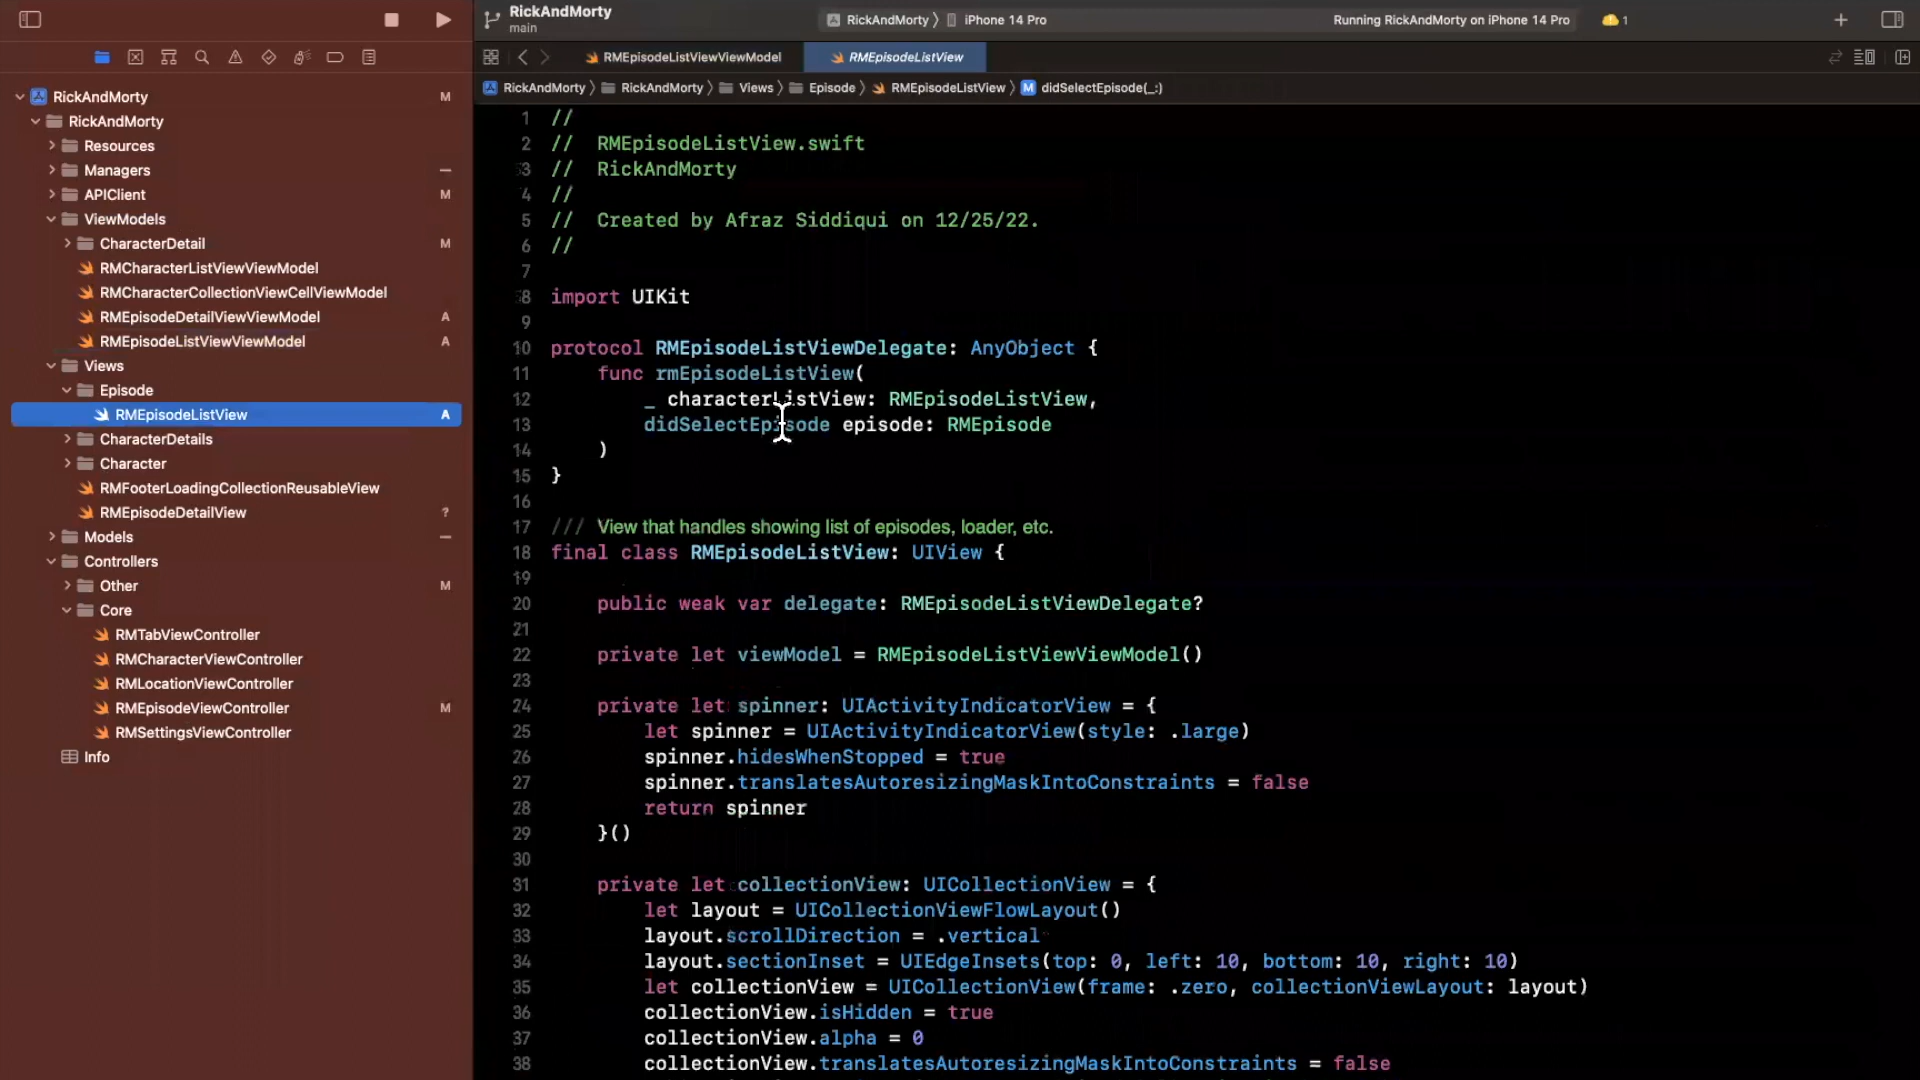 RickAndMorty
main
RickAndMorty 〉 iPhone 14 Pro
Running RickAndMorty on iPhone 14 Pro
1
RMEpisodeListViewViewModel
RMEpisodeListView
RickAndMorty 〉 RickAndMorty 〉 Views 〉 Episode 〉 RMEpisodeListView 〉 M didSelectEpisode(_:)
RickAndMorty M
RickAndMorty
Resources
Managers
APIClient M
ViewModels
CharacterDetail M
RMCharacterListViewViewModel
RMCharacterCollectionViewCellViewModel
RMEpisodeDetailViewViewModel A
RMEpisodeListViewViewModel A
Views
Episode
RMEpisodeListView A
CharacterDetails
Character
RMFooterLoadingCollectionReusableView
RMEpisodeDetailView ?
Models
Controllers
Other M
Core
RMTabViewController
RMCharacterViewController
RMLocationViewController
RMEpisodeViewController M
RMSettingsViewController
Info
1 //
2 //  RMEpisodeListView.swift
3 //  RickAndMorty
4 //
5 //  Created by Afraz Siddiqui on 12/25/22.
6 //
7
8 import UIKit
9
10 protocol RMEpisodeListViewDelegate: AnyObject {
11     func rmEpisodeListView(
12         _ characterListView: RMEpisodeListView,
13         didSelectEpisode episode: RMEpisode
14     )
15 }
16
17 /// View that handles showing list of episodes, loader, etc.
18 final class RMEpisodeListView: UIView {
19
20     public weak var delegate: RMEpisodeListViewDelegate?
21
22     private let viewModel = RMEpisodeListViewViewModel()
23
24     private let spinner: UIActivityIndicatorView = {
25         let spinner = UIActivityIndicatorView(style: .large)
26         spinner.hidesWhenStopped = true
27         spinner.translatesAutoresizingMaskIntoConstraints = false
28         return spinner
29     }()
30
31     private let collectionView: UICollectionView = {
32         let layout = UICollectionViewFlowLayout()
33         layout.scrollDirection = .vertical
34         layout.sectionInset = UIEdgeInsets(top: 0, left: 10, bottom: 10, right: 10)
35         let collectionView = UICollectionView(frame: .zero, collectionViewLayout: layout)
36         collectionView.isHidden = true
37         collectionView.alpha = 0
38         collectionView.translatesAutoresizingMaskIntoConstraints = false